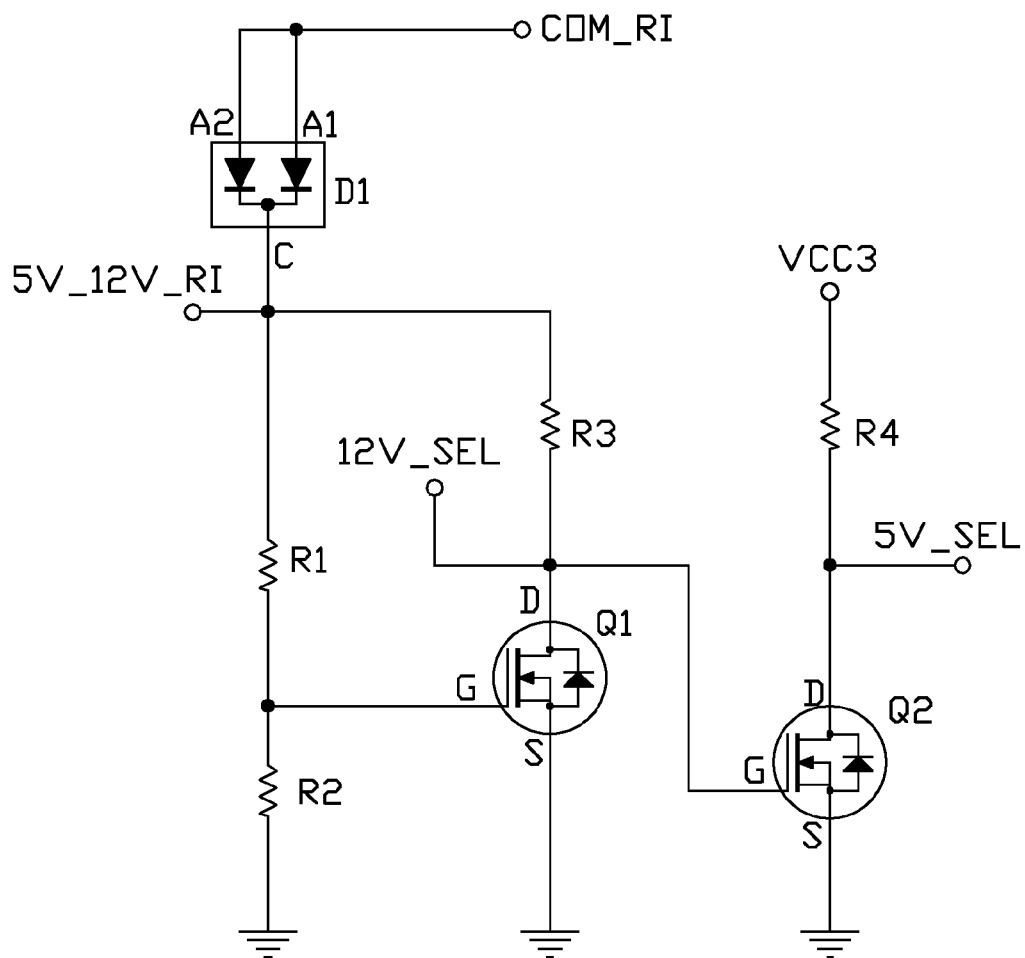 COM_RI
A2
A1
D1
C
5V_12V_RI
VCC3
R3
R4
12V_SEL
5V_SEL
R1
D
Q1
G
S
R2
D
Q2
G
S